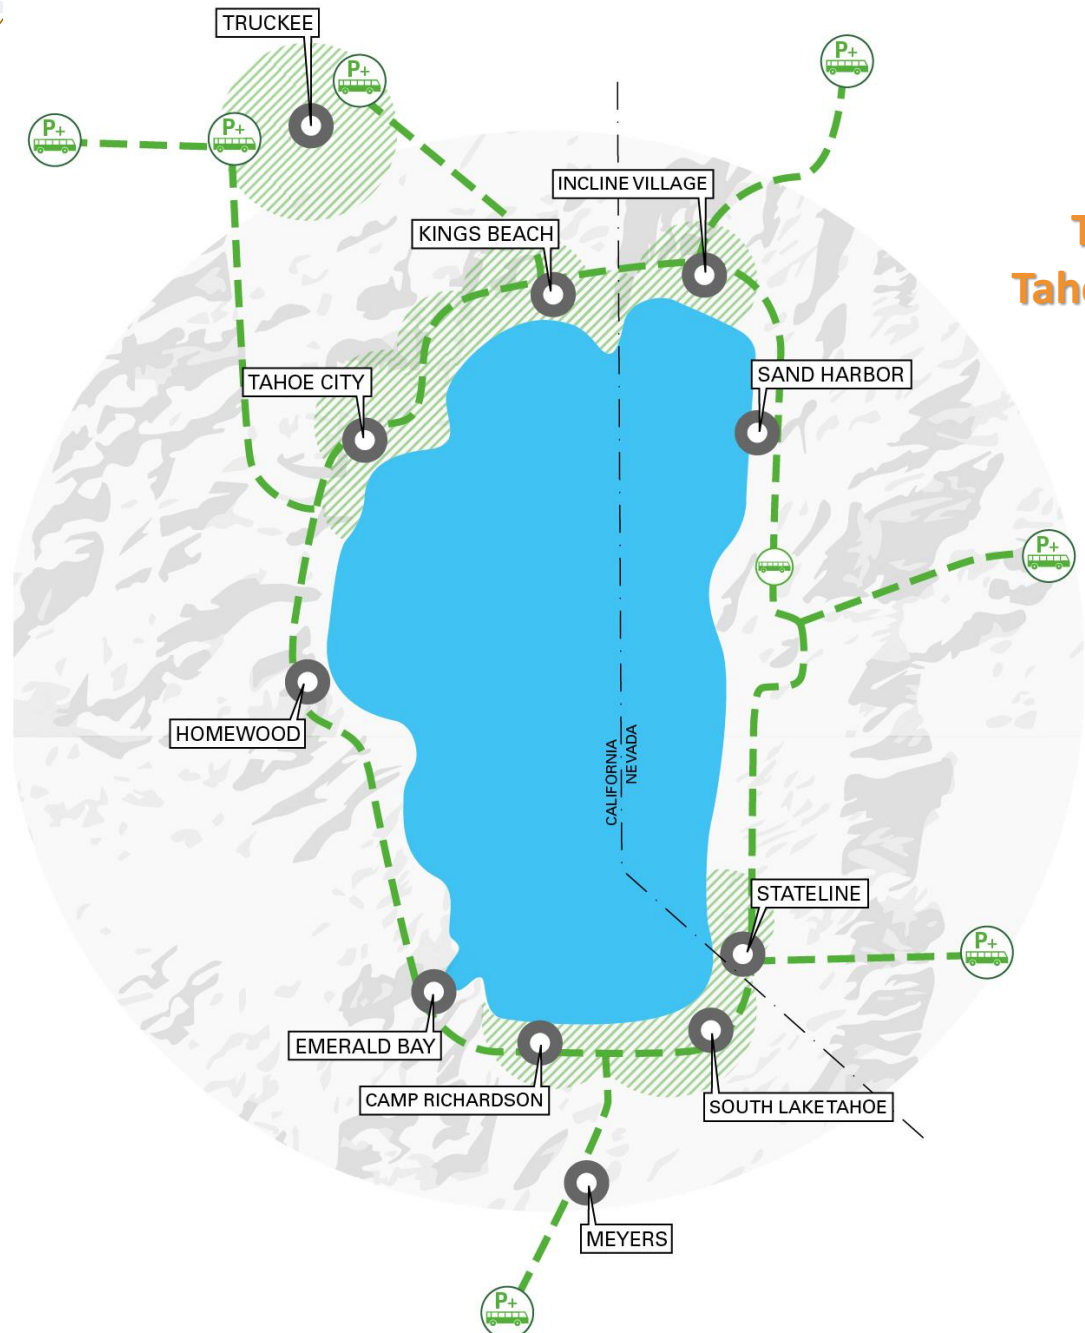 TRUCKEE
P+
P+
P+
P+
INCLINE VILLAGE
KINGS BEACH
T
Tah
TAHOE CITY
SAND HARBOR
P+
HOMEWOOD
CALIFORNIA
NEVADA
STATELINE
P+
EMERALD BAY
CAMP RICHARDSON
SOUTH LAKE TAHOE
MEYERS
P+